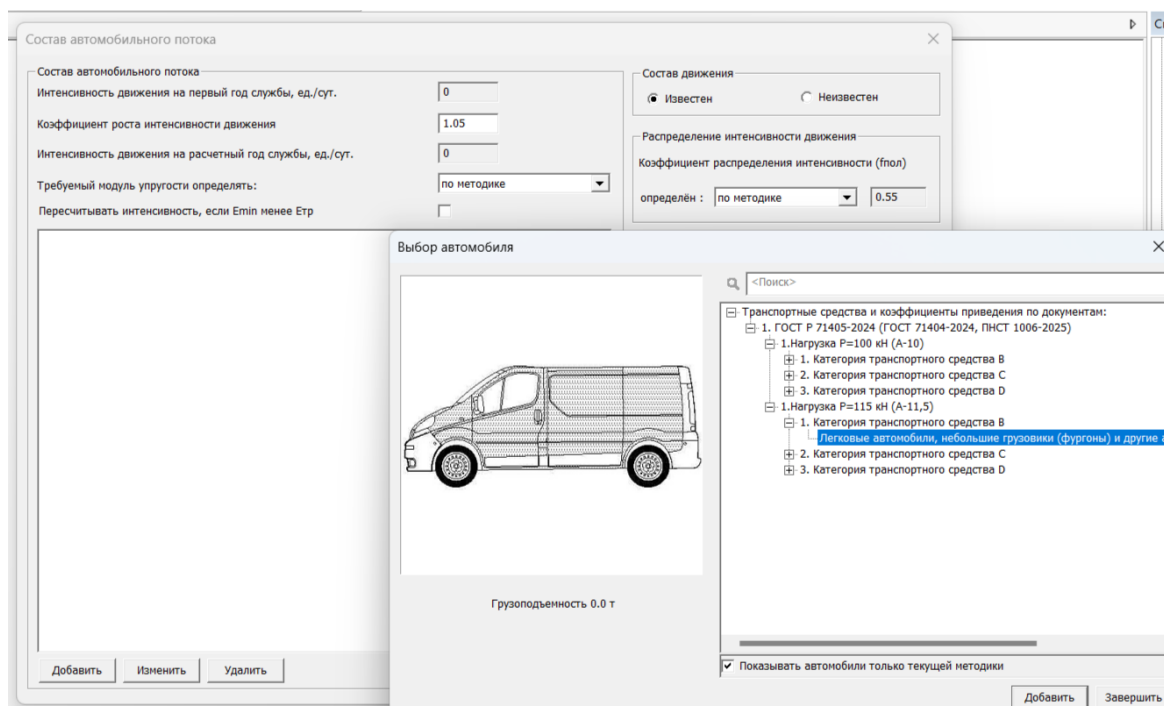 Состав автомобильного потока
Состав автомобильного потока
Интенсивность движения на первый год службы, ед./сут.
0
Коэффициент роста интенсивности движения
1.05
Интенсивность движения на расчетный год службы, ед./сут.
0
Требуемый модуль упругости определять:
по методике
Пересчитывать интенсивность, если Emin менее Етр
Состав движения
Известен
Неизвестен
Распределение интенсивности движения
Коэффициент распределения интенсивности (fпол)
определён :
по методике
0.55
Выбор автомобиля
<Поиск>
Транспортные средства и коэффициенты приведения по документам:
1. ГОСТ Р 71405-2024 (ГОСТ 71404-2024, ПНСТ 1006-2025)
1.Нагрузка Р=100 кН (А-10)
1. Категория транспортного средства B
2. Категория транспортного средства C
3. Категория транспортного средства D
1.Нагрузка Р=115 кН (А-11,5)
1. Категория транспортного средства B
Легковые автомобили, небольшие грузовики (фургоны) и другие
2. Категория транспортного средства C
3. Категория транспортного средства D
Грузоподъемность 0.0 т
Показывать автомобили только текущей методики
Добавить
Изменить
Удалить
Добавить
Завершить